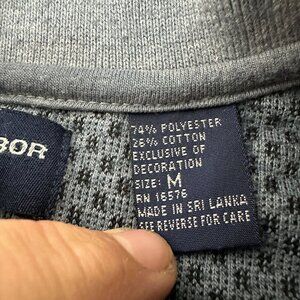 BOR
74% POLYESTER
26% COTTON
EXCLUSIVE OF
DECORATION
SIZE: M
RN 16576
MADE IN SRI LANKA
SEE REVERSE FOR CARE